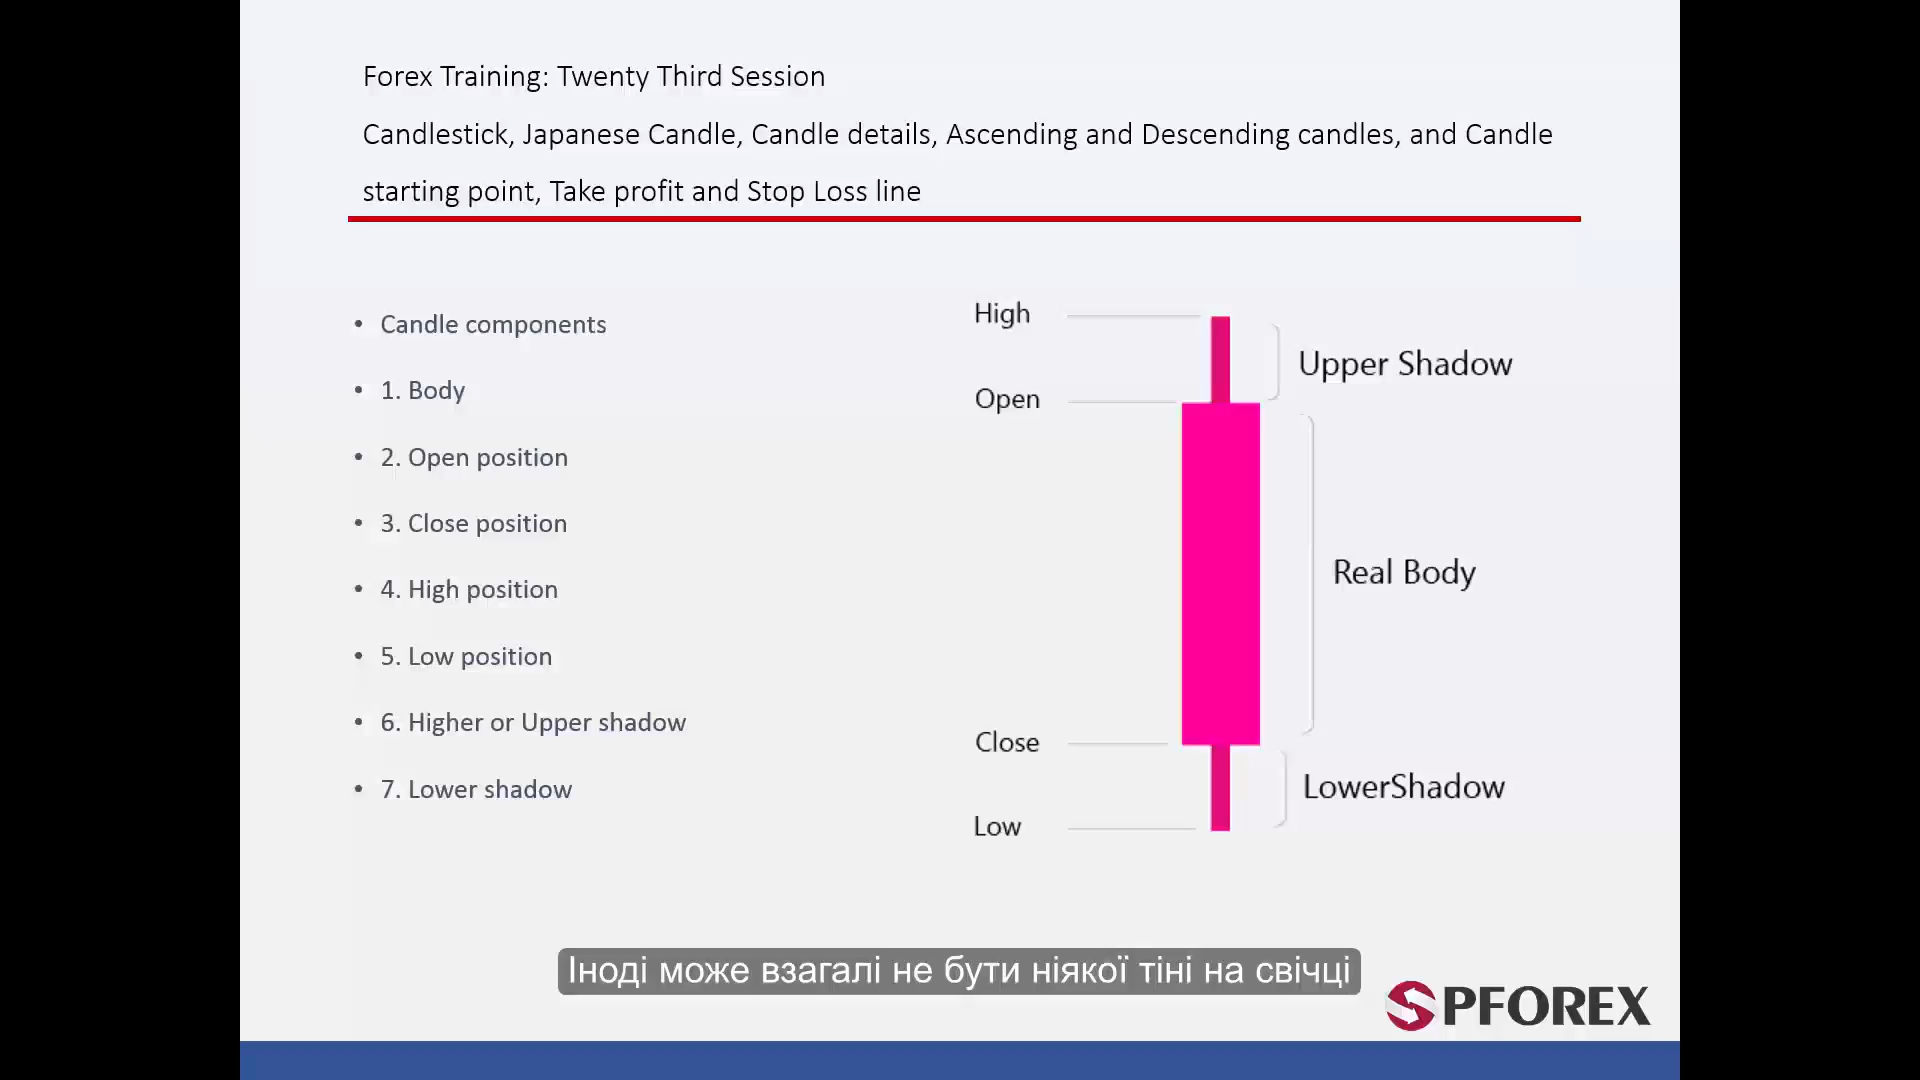 Forex Training: Twenty Third Session
Candlestick, Japanese Candle, Candle details, Ascending and Descending candles, and Candle
starting point, Take profit and Stop Loss line
• Candle components
• 1. Body
• 2. Open position
• 3. Close position
• 4. High position
• 5. Low position
• 6. Higher or Upper shadow
• 7. Lower shadow
High
Upper Shadow
Open
Real Body
Close
LowerShadow
Low
Іноді може взагалі не бути ніякої тіні на свічці
SPFOREX